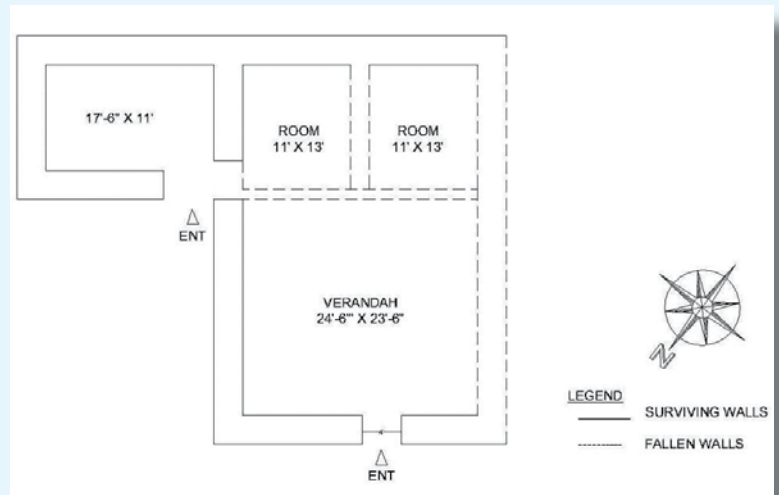 17'-6" X 11'
ROOM
11' X 13'
ROOM
11' X 13'
ENT
VERANDAH
24'-6'" X 23'-6"
N
LEGEND
SURVIVING WALLS
FALLEN WALLS
ENT